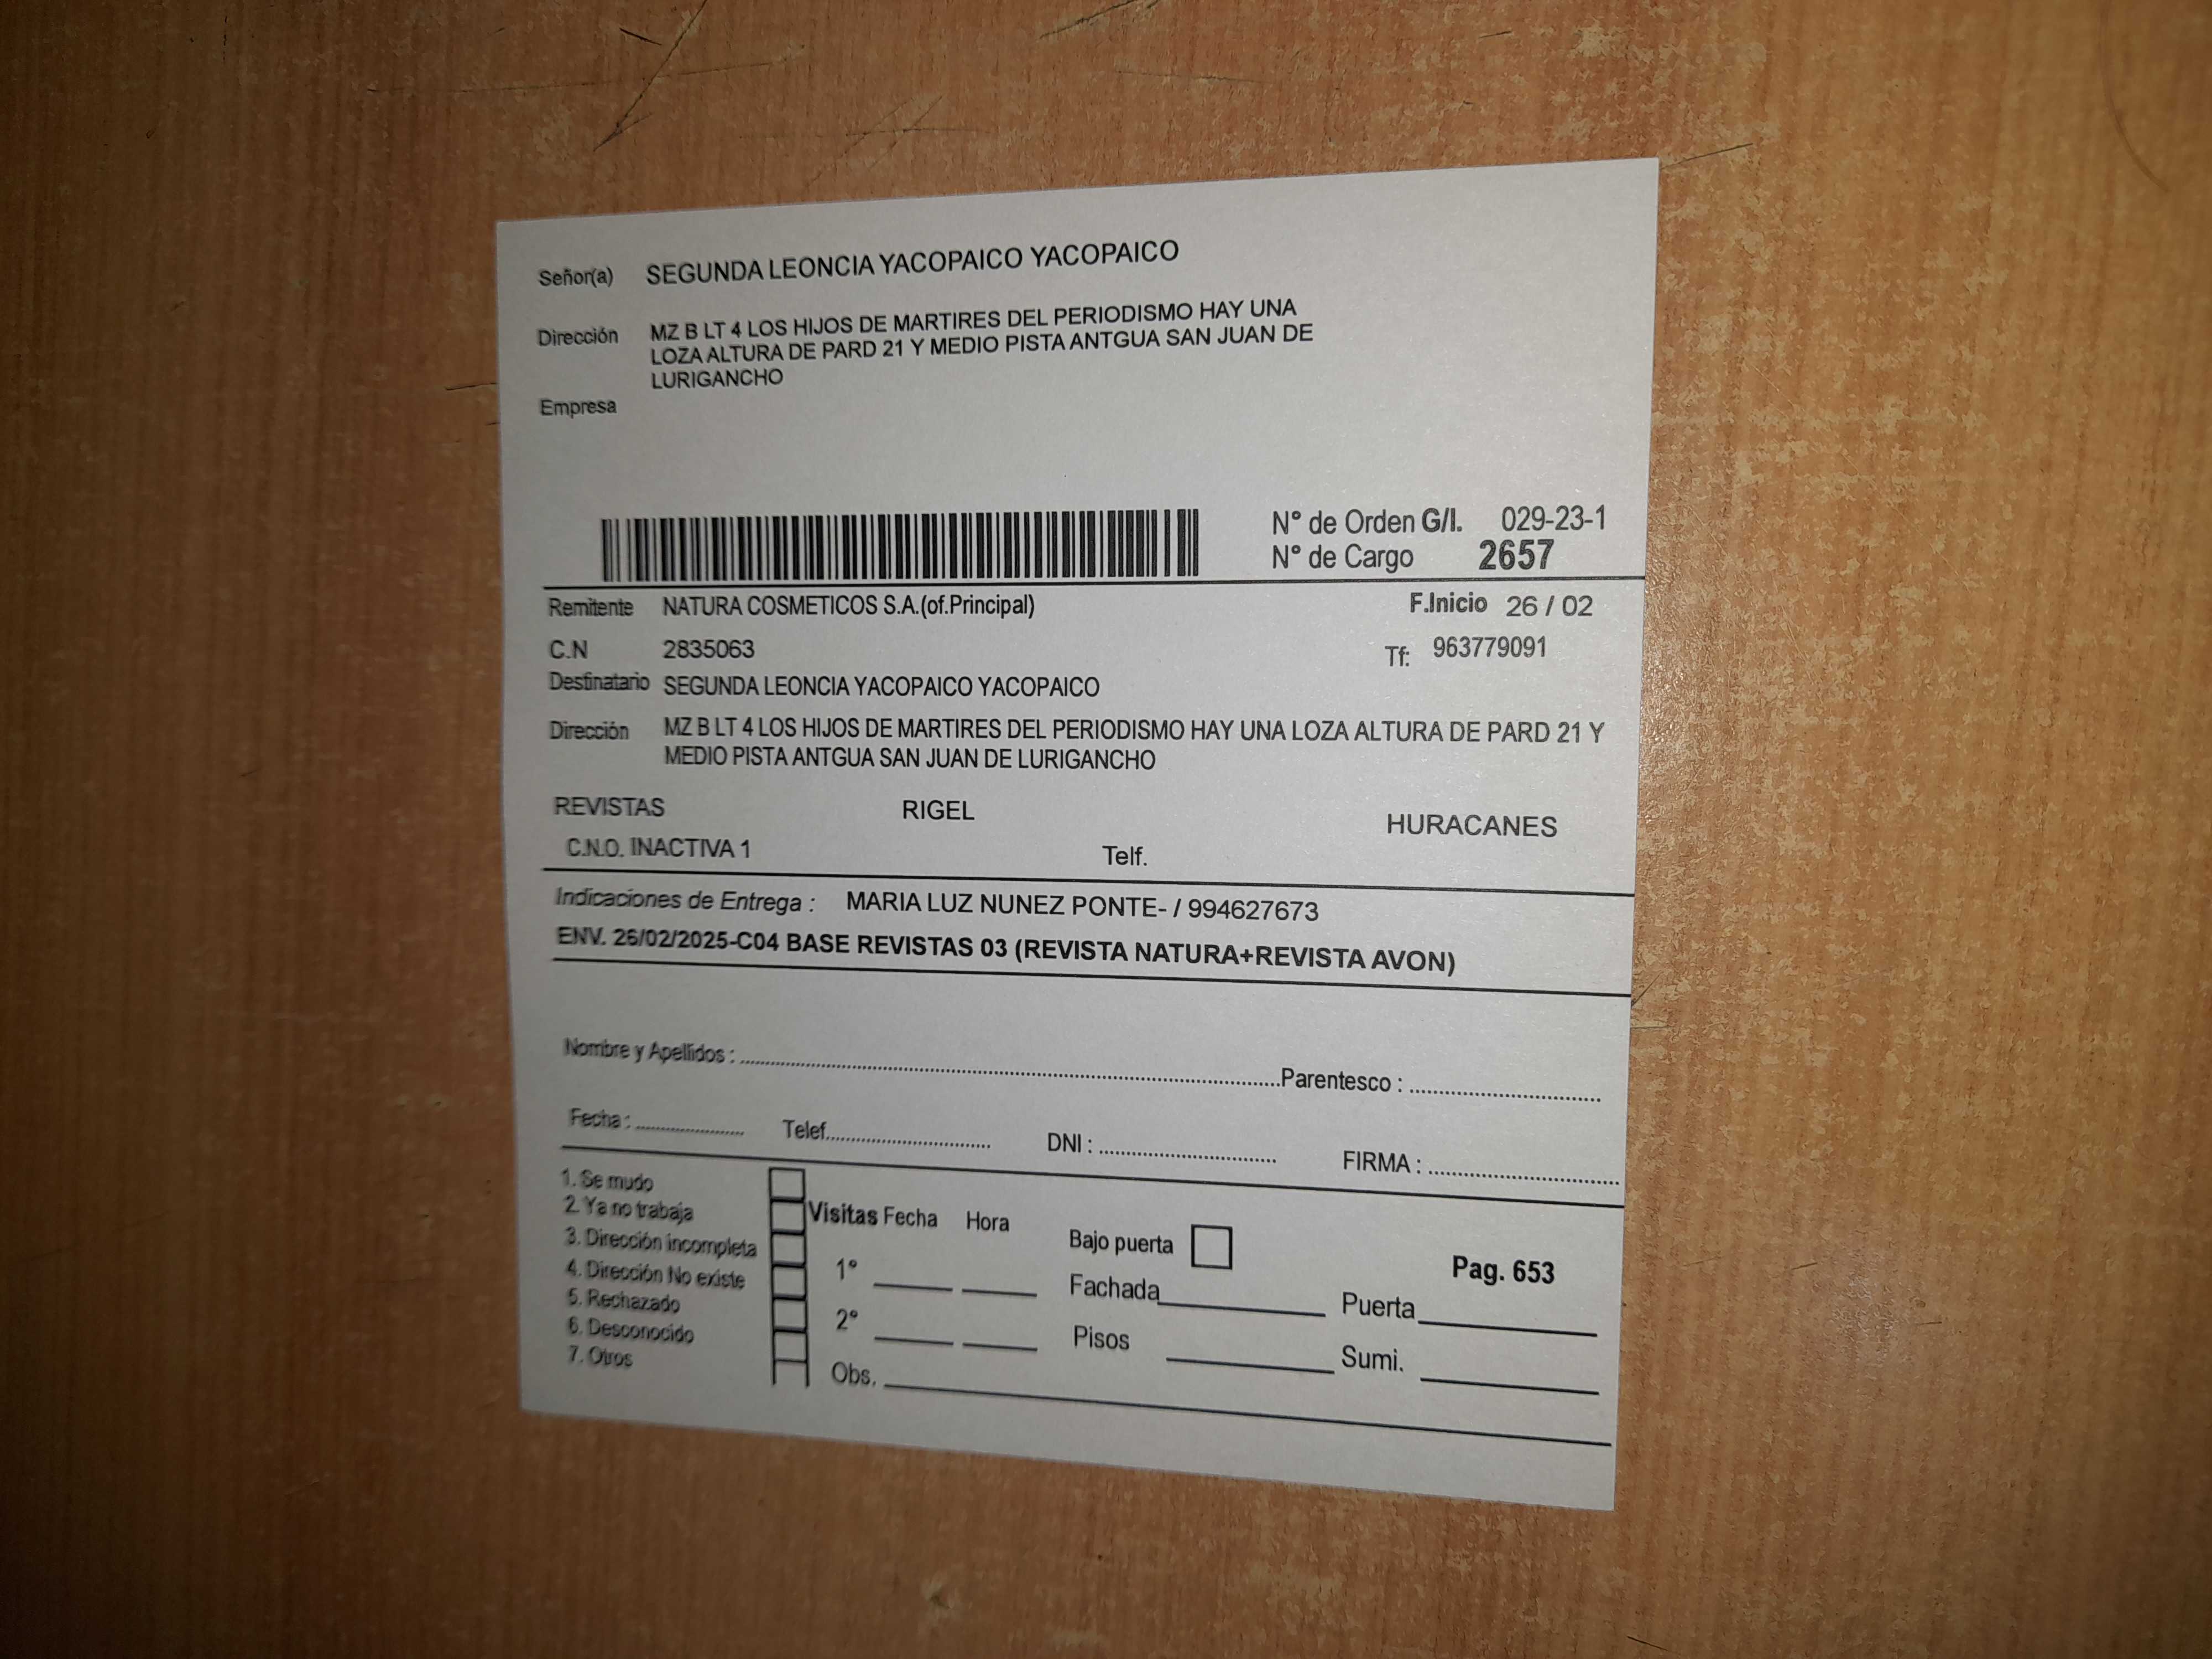 Señor(a) SEGUNDA LEONCIA YACOPAICO YACOPAICO
Dirección MZ B LT 4 LOS HIJOS DE MARTIRES DEL PERIODISMO HAY UNA
LOZA ALTURA DE PARD 21 Y MEDIO PISTA ANTGUA SAN JUAN DE
LURIGANCHO
Empresa
N° de Orden G/I. 029-23-1
N° de Cargo 2657
Remitente NATURA COSMETICOS S.A.(of.Principal) F.Inicio 26 / 02
C.N 2835063 Tf: 963779091
Destinatario SEGUNDA LEONCIA YACOPAICO YACOPAICO
Dirección MZ B LT 4 LOS HIJOS DE MARTIRES DEL PERIODISMO HAY UNA LOZA ALTURA DE PARD 21 Y
MEDIO PISTA ANTGUA SAN JUAN DE LURIGANCHO
REVISTAS RIGEL HURACANES
C.N.O. INACTIVA 1 Telf.
Indicaciones de Entrega : MARIA LUZ NUNEZ PONTE- / 994627673
ENV. 26/02/2025-C04 BASE REVISTAS 03 (REVISTA NATURA+REVISTA AVON)
Nombre y Apellidos : Parentesco :
Fecha : Telef. DNI : FIRMA :
1. Se mudo
2. Ya no trabaja
3. Dirección incompleta
4. Dirección No existe
5. Rechazado
6. Desconocido
7. Otros
Visitas Fecha Hora
1°
2°
Obs.
Bajo puerta
Fachada
Pisos
Pag. 653
Puerta
Sumi.